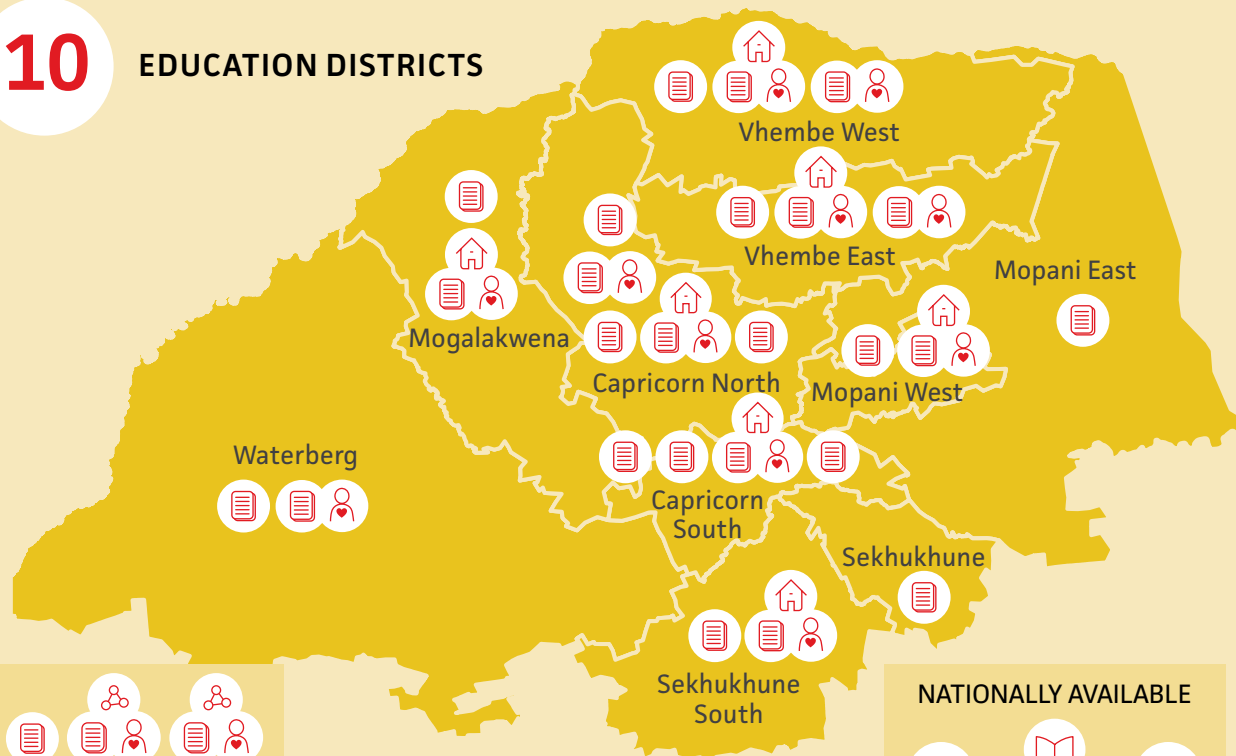 10
EDUCATION DISTRICTS
Vhembe West
Vhembe East
Mopani East
Mogalakwena
Capricorn North
Mopani West
Waterberg
Capricorn
South
Sekhukhune
Sekhukhune
South
NATIONALLY AVAILABLE